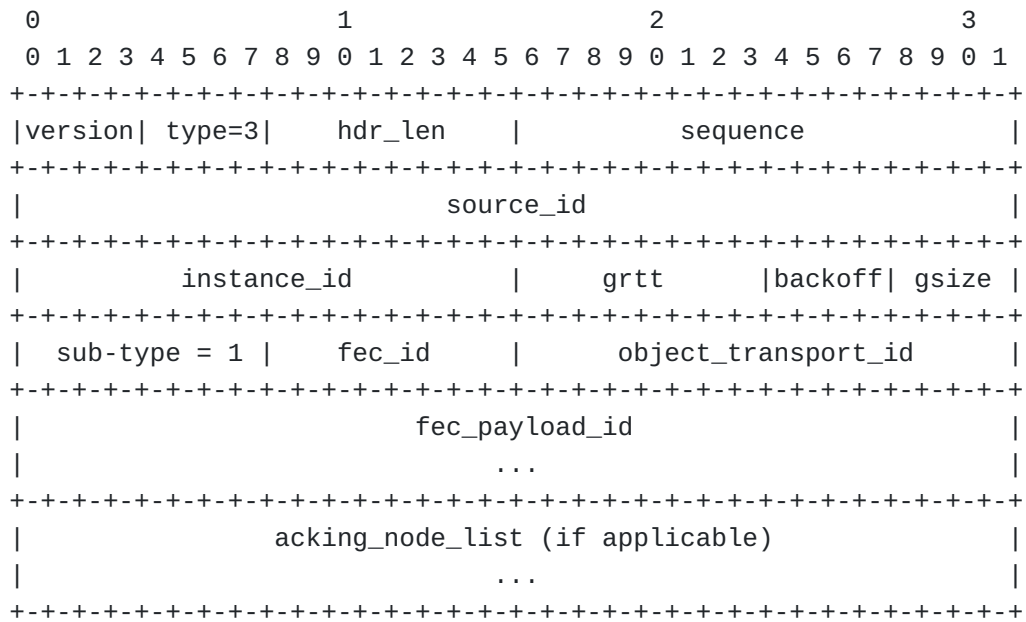 0                   1                   2                   3
 0 1 2 3 4 5 6 7 8 9 0 1 2 3 4 5 6 7 8 9 0 1 2 3 4 5 6 7 8 9 0 1
+-+-+-+-+-+-+-+-+-+-+-+-+-+-+-+-+-+-+-+-+-+-+-+-+-+-+-+-+-+-+-+-+
|version| type=3|    hdr_len    |          sequence             |
+-+-+-+-+-+-+-+-+-+-+-+-+-+-+-+-+-+-+-+-+-+-+-+-+-+-+-+-+-+-+-+-+
|                           source_id                           |
+-+-+-+-+-+-+-+-+-+-+-+-+-+-+-+-+-+-+-+-+-+-+-+-+-+-+-+-+-+-+-+-+
|          instance_id          |     grtt      |backoff| gsize |
+-+-+-+-+-+-+-+-+-+-+-+-+-+-+-+-+-+-+-+-+-+-+-+-+-+-+-+-+-+-+-+-+
|  sub-type = 1 |    fec_id     |      object_transport_id      |
+-+-+-+-+-+-+-+-+-+-+-+-+-+-+-+-+-+-+-+-+-+-+-+-+-+-+-+-+-+-+-+-+
|                         fec_payload_id                        |
|                              ...                              |
+-+-+-+-+-+-+-+-+-+-+-+-+-+-+-+-+-+-+-+-+-+-+-+-+-+-+-+-+-+-+-+-+
|                acking_node_list (if applicable)               |
|                              ...                              |
+-+-+-+-+-+-+-+-+-+-+-+-+-+-+-+-+-+-+-+-+-+-+-+-+-+-+-+-+-+-+-+-+